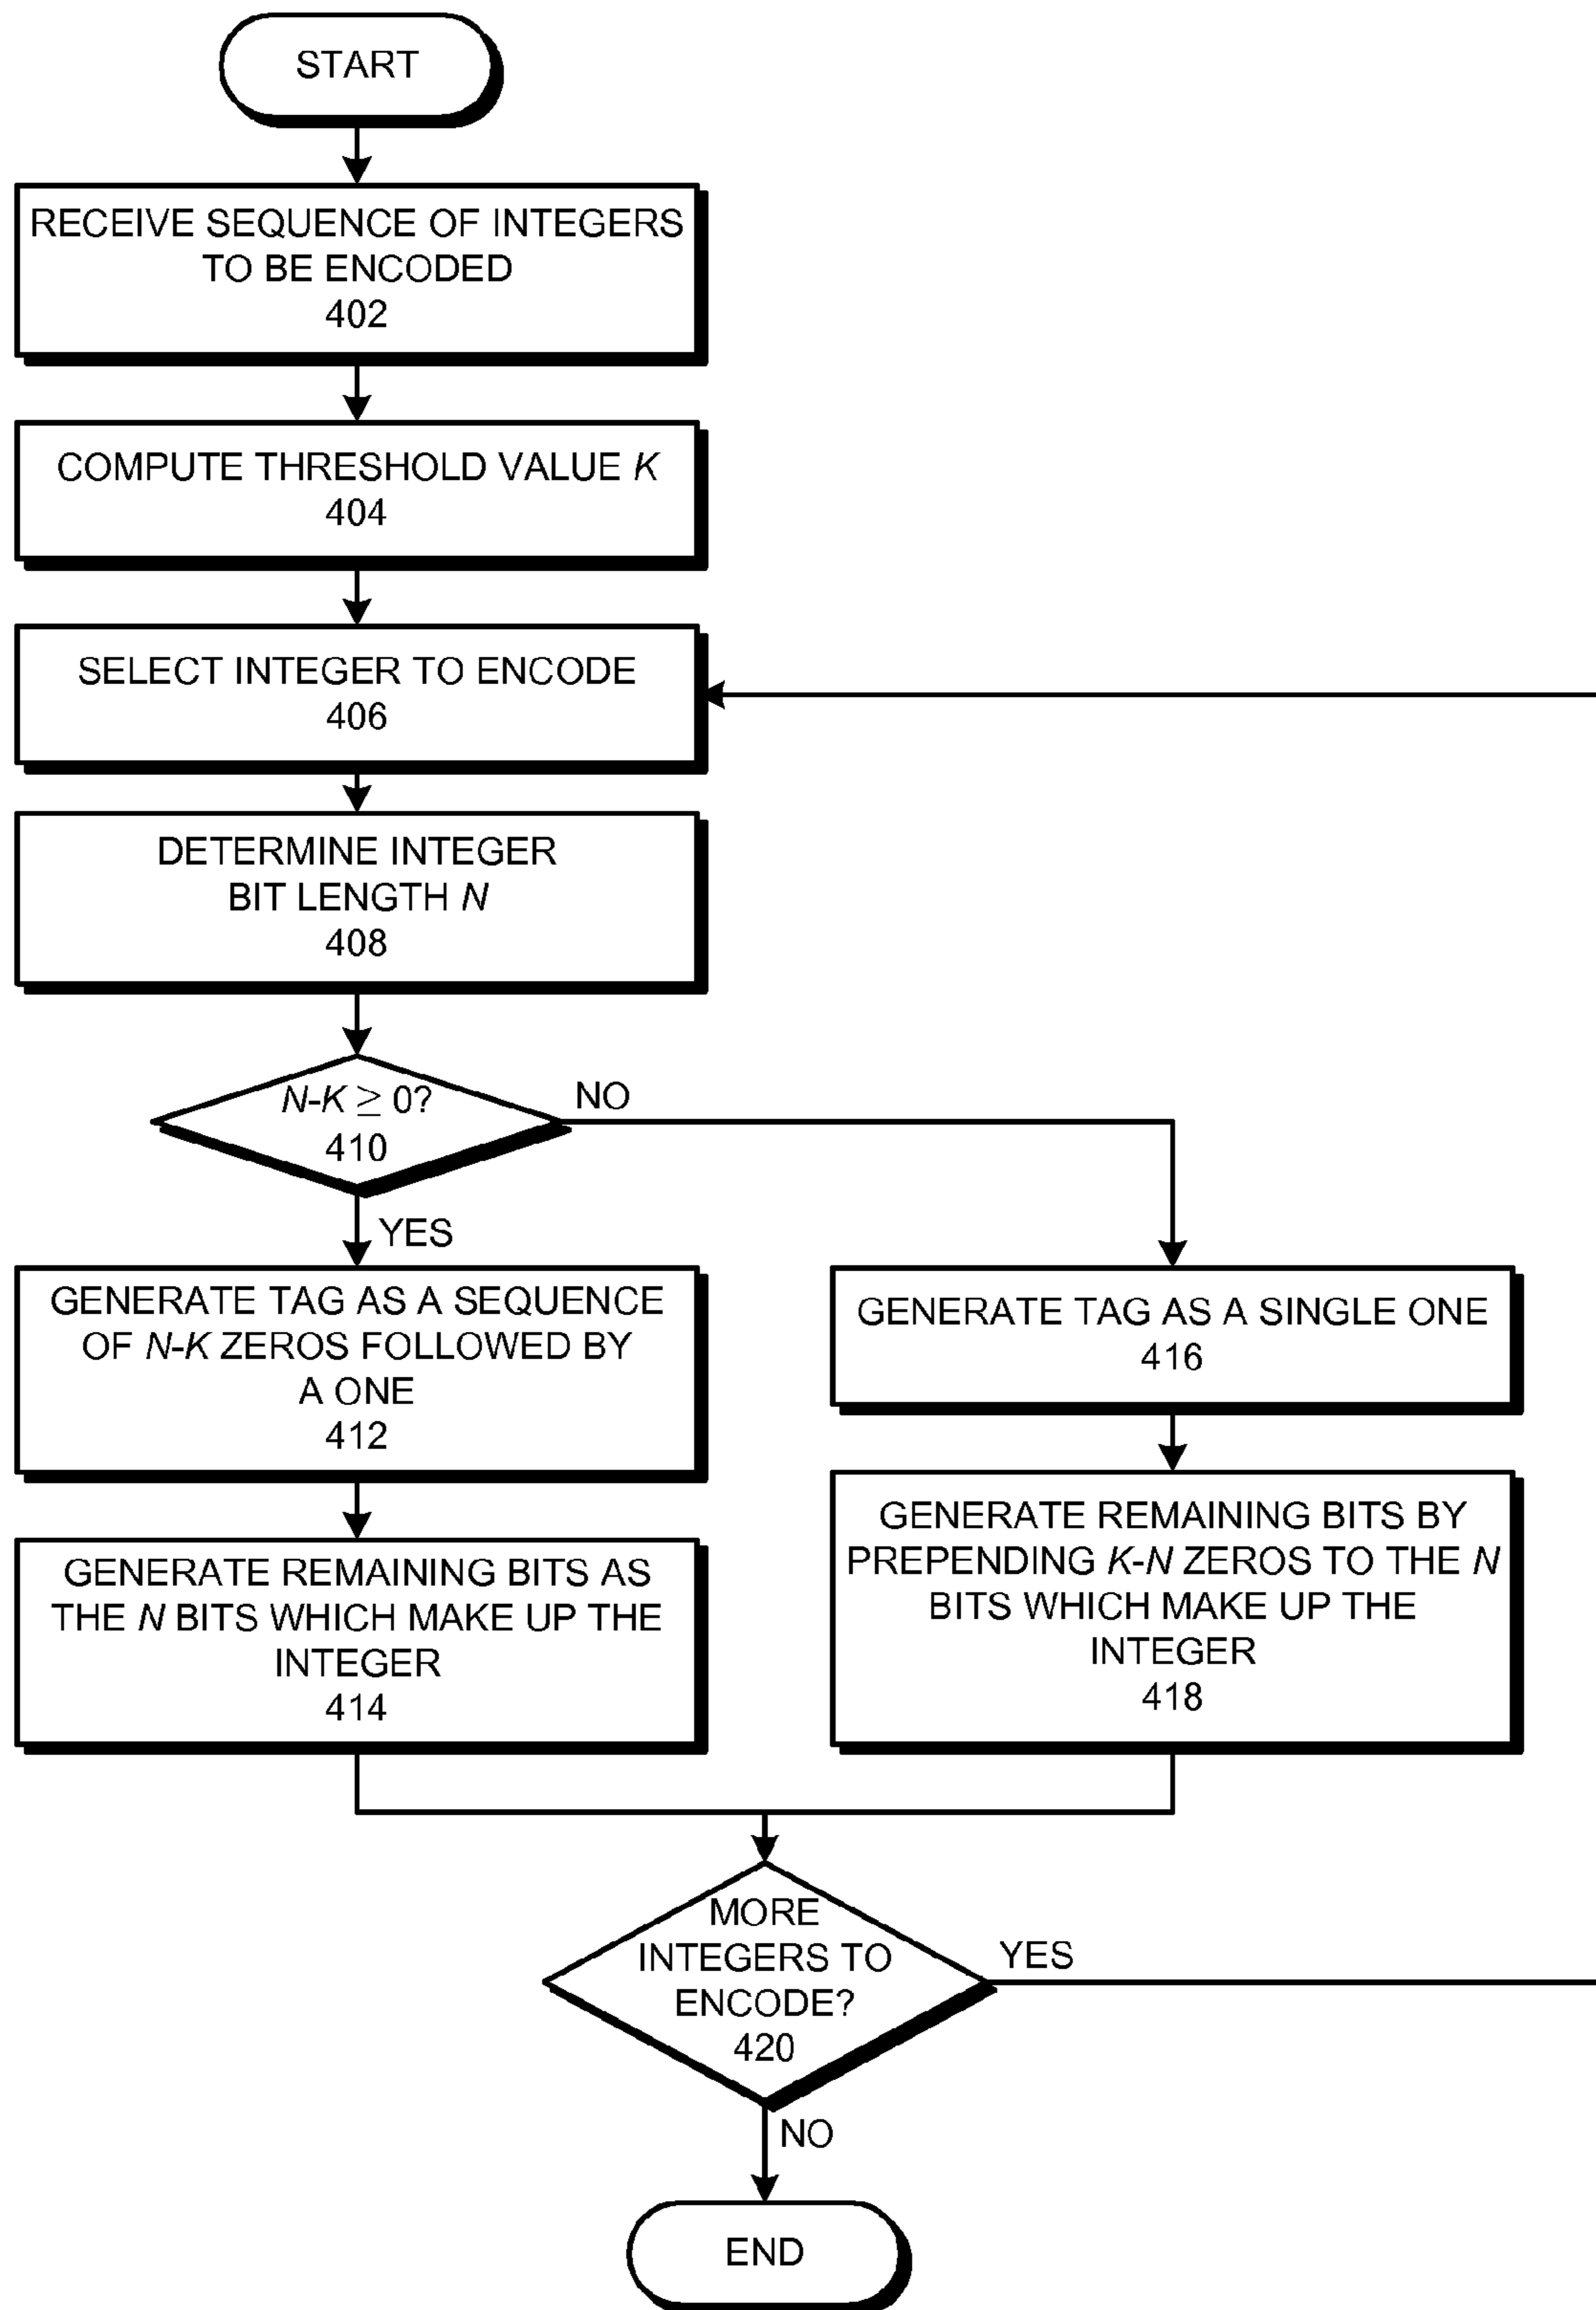 START
RECEIVE SEQUENCE OF INTEGERS
TO BE ENCODED
402
COMPUTE THRESHOLD VALUE K
404
SELECT INTEGER TO ENCODE
406
DETERMINE INTEGER
BIT LENGTH N
408
N-K ≥ 0?
410
NO
YES
GENERATE TAG AS A SEQUENCE
OF N-K ZEROS FOLLOWED BY
A ONE
412
GENERATE TAG AS A SINGLE ONE
416
GENERATE REMAINING BITS AS
THE N BITS WHICH MAKE UP THE
INTEGER
414
GENERATE REMAINING BITS BY
PREPENDING K-N ZEROS TO THE N
BITS WHICH MAKE UP THE
INTEGER
418
MORE
INTEGERS TO
ENCODE?
420
YES
NO
END